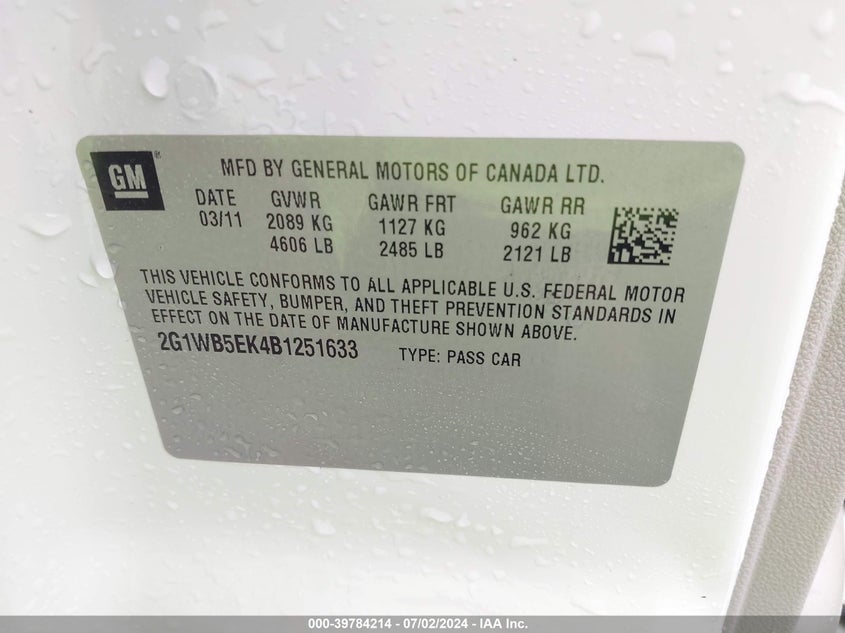 GM ®
MFD BY GENERAL MOTORS OF CANADA LTD.
DATE GVWR GAWR FRT GAWR RR
03/11 2089 KG 1127 KG 962 KG
4606 LB 2485 LB 2121 LB
THIS VEHICLE CONFORMS TO ALL APPLICABLE U.S. FEDERAL MOTOR
VEHICLE SAFETY, BUMPER, AND THEFT PREVENTION STANDARDS IN
EFFECT ON THE DATE OF MANUFACTURE SHOWN ABOVE.
2G1WB5EK4B1251633 TYPE: PASS CAR
000-39784214 - 07/02/2024 - IAA Inc.